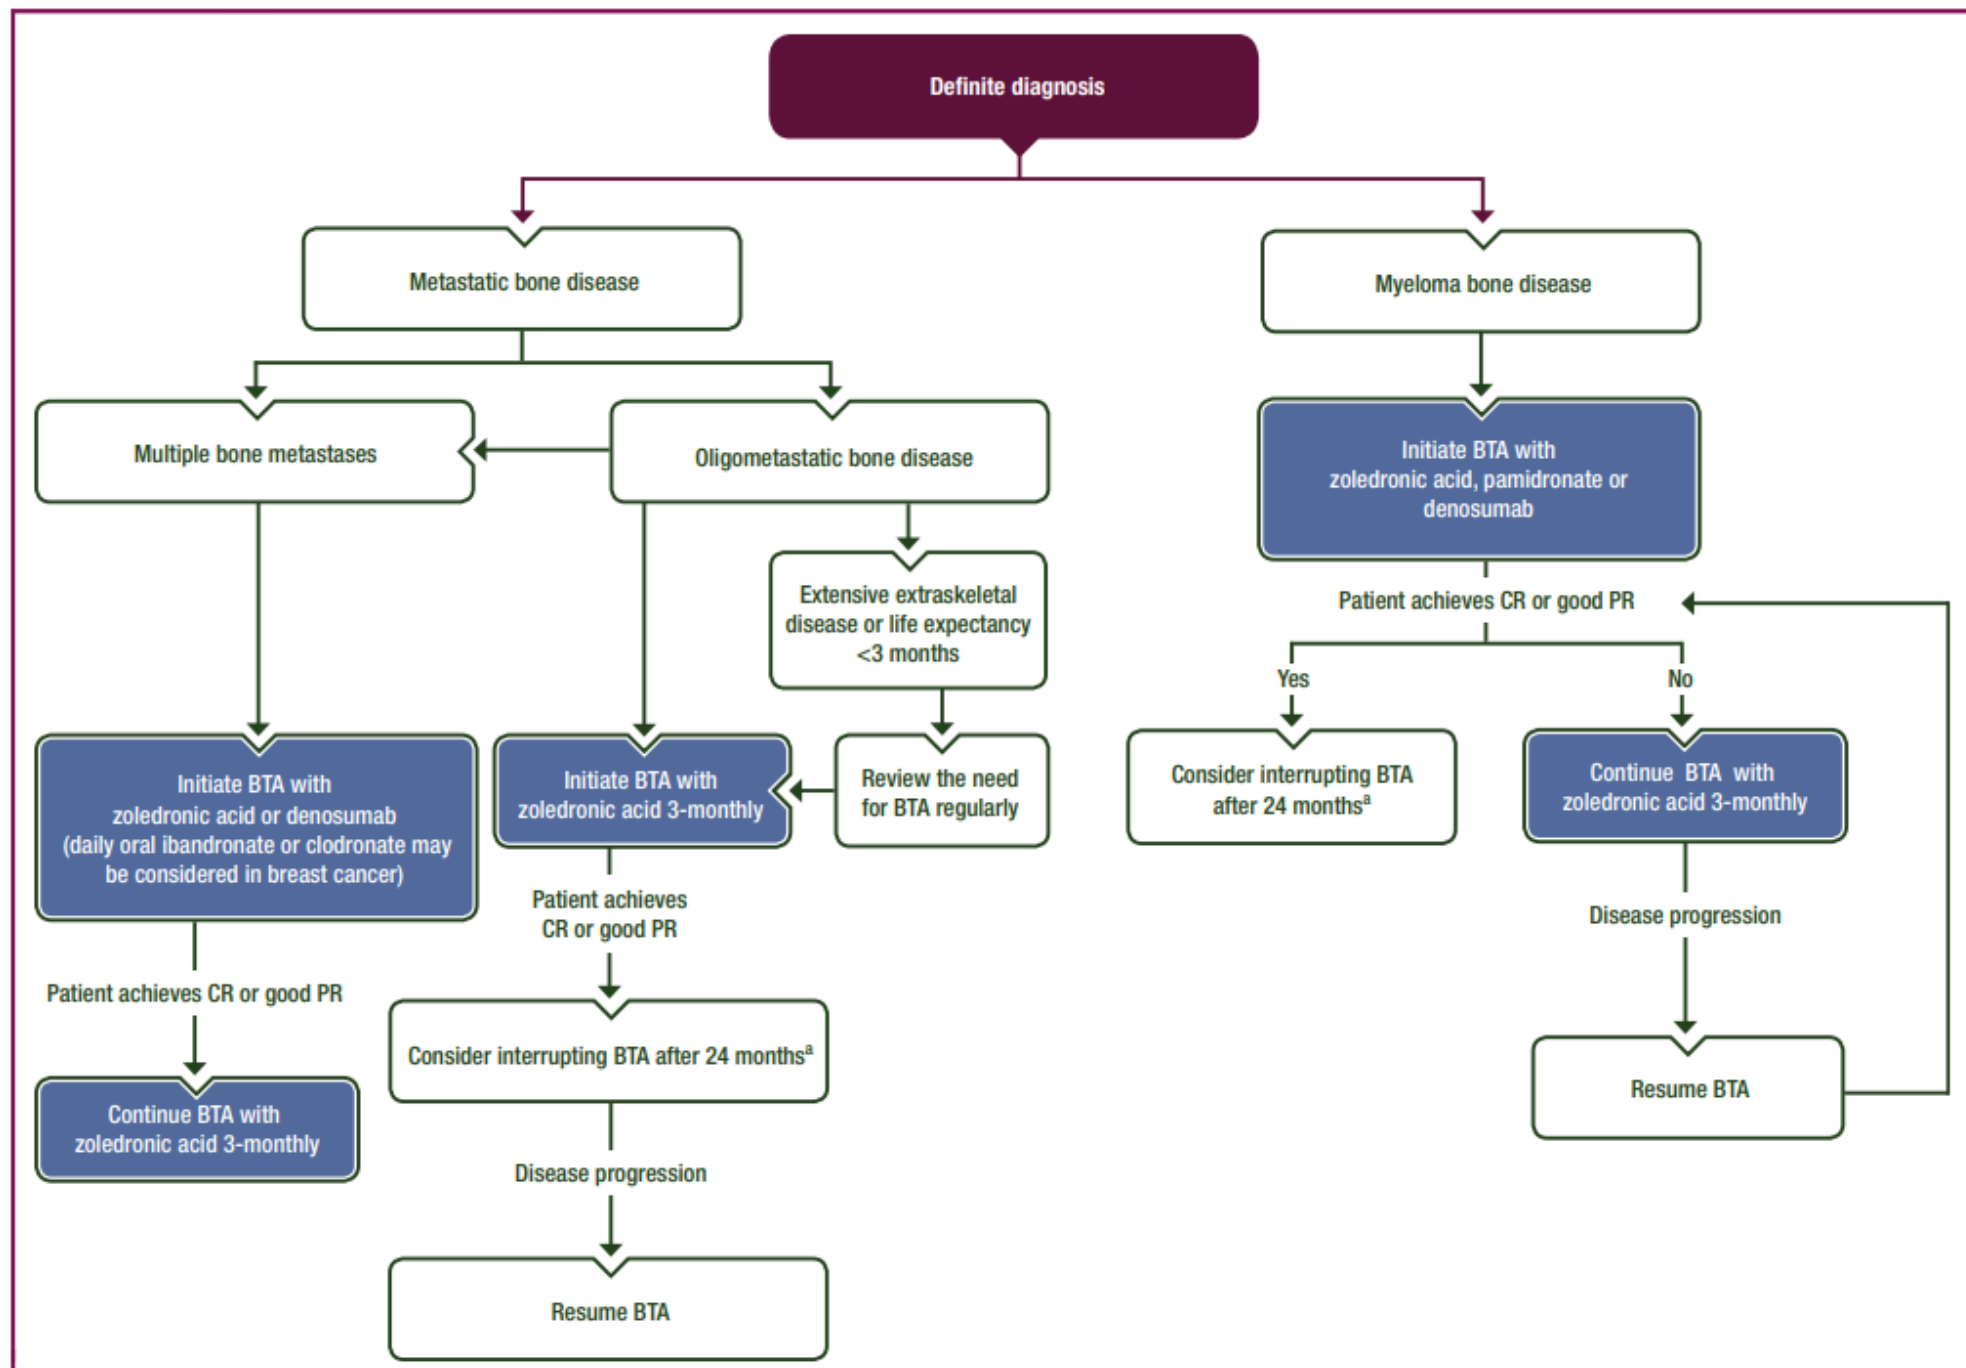 Definite diagnosis
Metastatic bone disease
Myeloma bone disease
Multiple bone metastases
Oligometastatic bone disease
Initiate BTA with
zoledronic acid, pamidronate or
denosumab
Extensive extraskeletal
disease or life expectancy
<3 months
Patient achieves CR or good PR
Yes
No
Initiate BTA with
zoledronic acid or denosumab
(daily oral ibandronate or clodronate may
be considered in breast cancer)
Initiate BTA with
zoledronic acid 3-monthly
Review the need
for BTA regularly
Consider interrupting BTA
after 24 monthsᵃ
Continue BTA with
zoledronic acid 3-monthly
Patient achieves
CR or good PR
Disease progression
Patient achieves CR or good PR
Consider interrupting BTA after 24 monthsᵃ
Resume BTA
Continue BTA with
zoledronic acid 3-monthly
Disease progression
Resume BTA